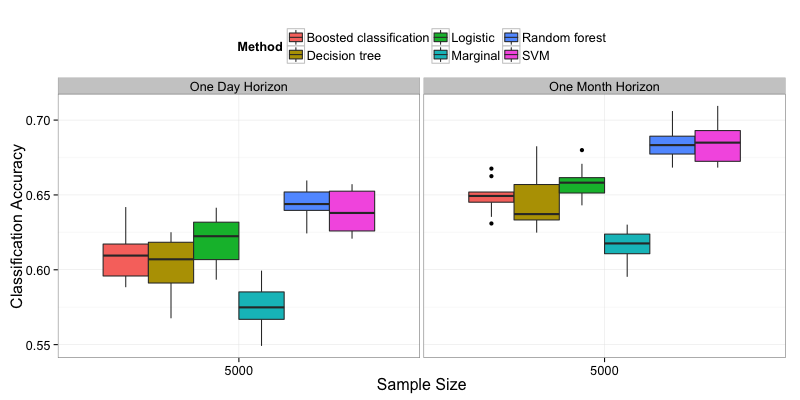 Method
Boosted classification Logistic Random forest
Decision tree Marginal SVM
One Day Horizon One Month Horizon
Classification Accuracy
0.70
0.65
0.60
0.55
5000 5000
Sample Size